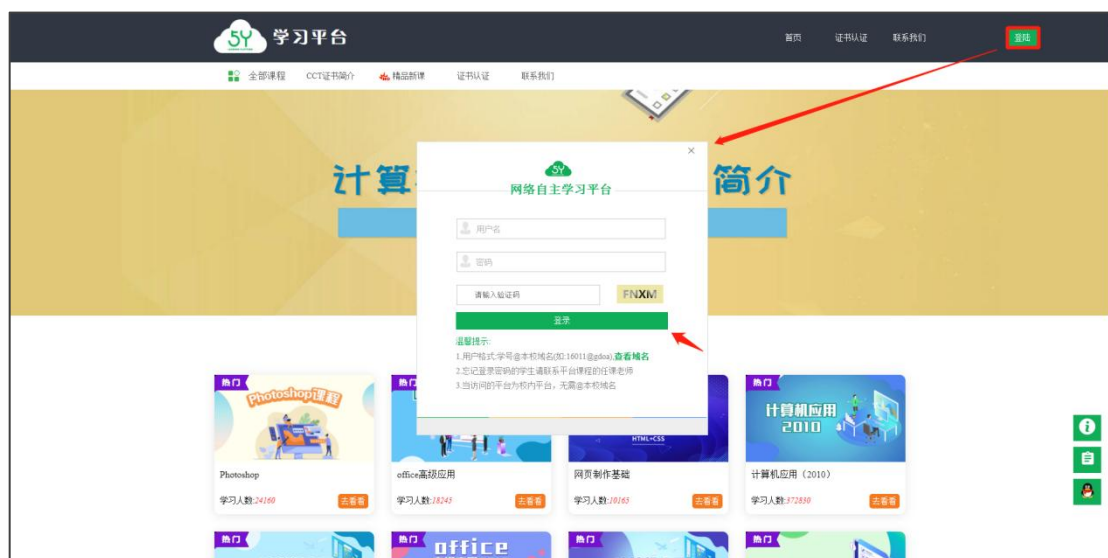 5Y 学习平台
首页 证书认证 联系我们 登陆
全部课程 CCT证书简介 精品新课 证书认证 联系我们
计算 简介
×
5Y
网络自主学习平台
用户名
密码
请输入验证码 FNXM
登录
温馨提示:
1.用户格式:学号@本校域名(如:16011@gdoa),查看域名
2.忘记登录密码的学生请联系平台课程的任课老师
3.当访问的平台为校内平台，无需@本校域名
热门 热门 热门 热门
Photoshop课程
计算机应用
2010
HTML+CSS
Photoshop office高级应用 网页制作基础 计算机应用（2010）
学习人数:24160 去看看 学习人数:18245 去看看 学习人数:10165 去看看 学习人数:372830 去看看
热门 热门 热门 热门
office